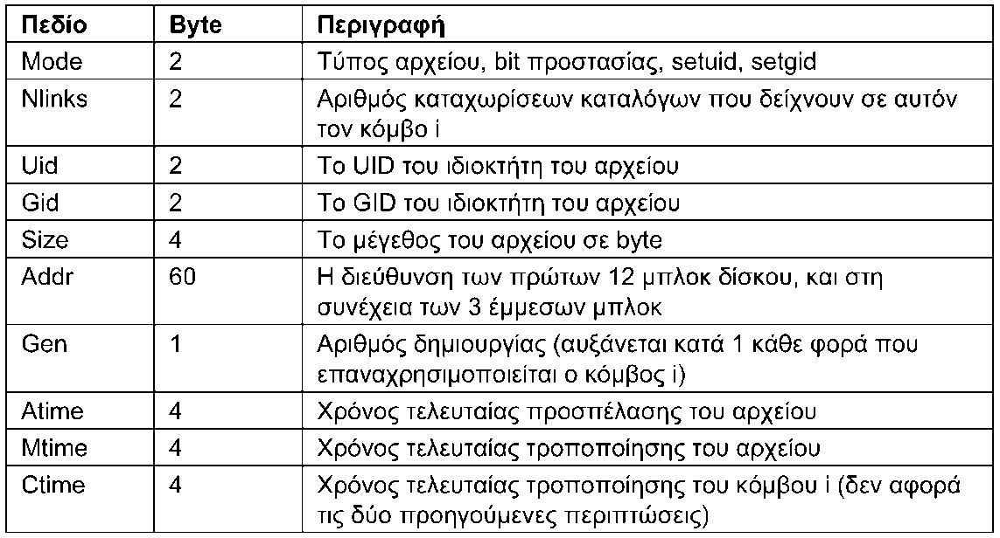 Πεδίο Byte Περιγραφή
Mode 2 Τύπος αρχείου, bit προστασίας, setuid, setgid
Nlinks 2 Αριθμός καταχωρίσεων καταλόγων που δείχνουν σε αυτόν
τον κόμβο i
Uid 2 Το UID του ιδιοκτήτη του αρχείου
Gid 2 Το GID του ιδιοκτήτη του αρχείου
Size 4 Το μέγεθος του αρχείου σε byte
Addr 60 Η διεύθυνση των πρώτων 12 μπλοκ δίσκου, και στη
συνέχεια των 3 έμμεσων μπλοκ
Gen 1 Αριθμός δημιουργίας (αυξάνεται κατά 1 κάθε φορά που
επαναχρησιμοποιείται ο κόμβος i)
Atime 4 Χρόνος τελευταίας προσπέλασης του αρχείου
Mtime 4 Χρόνος τελευταίας τροποποίησης του αρχείου
Ctime 4 Χρόνος τελευταίας τροποποίησης του κόμβου i (δεν αφορά
τις δύο προηγούμενες περιπτώσεις)